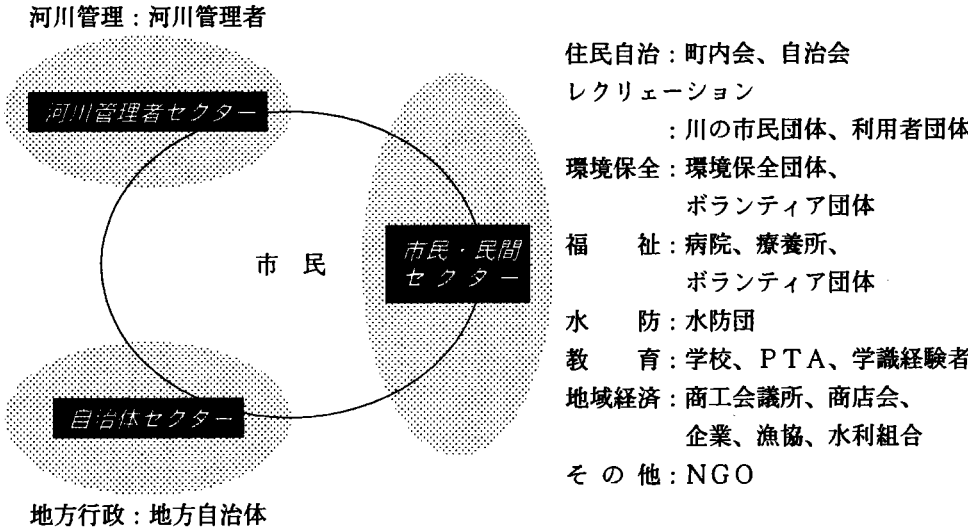 河川管理：河川管理者
河川管理者セクター
市 民
市民・民間
セクター
自治体セクター
地方行政：地方自治体
住民自治：町内会、自治会
レクリェーション
：川の市民団体、利用者団体
環境保全：環境保全団体、
ボランティア団体
福　　祉：病院、療養所、
ボランティア団体
水　　防：水防団
教　　育：学校、ＰＴＡ、学識経験者
地域経済：商工会議所、商店会、
企業、漁協、水利組合
そ の 他：ＮＧＯ